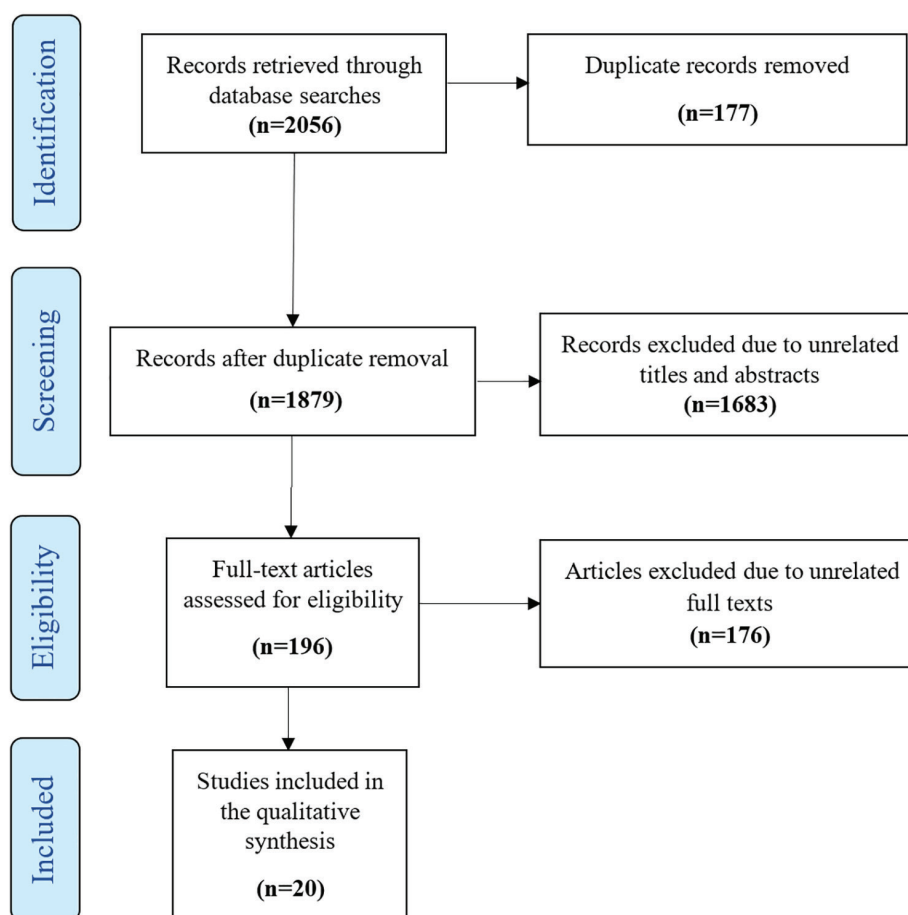 Identification
Records retrieved through
database searches
(n=2056)
Duplicate records removed
(n=177)
Screening
Records after duplicate removal
(n=1879)
Records excluded due to unrelated
titles and abstracts
(n=1683)
Eligibility
Full-text articles
assessed for eligibility
(n=196)
Articles excluded due to unrelated
full texts
(n=176)
Included
Studies included in
the qualitative
synthesis
(n=20)